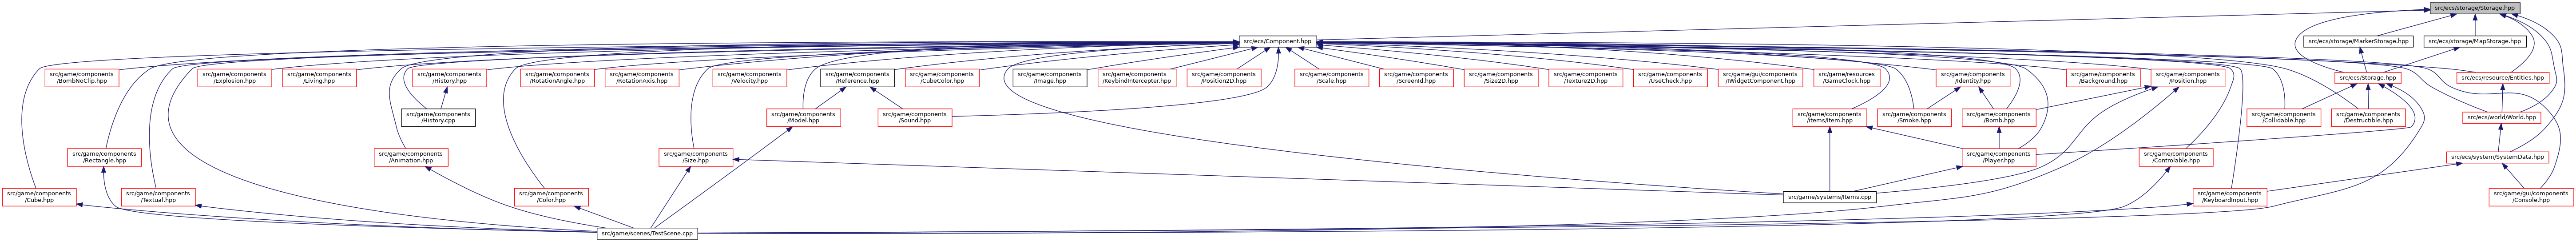 src/ecs/storage/Storage.hpp
src/ecs/Component.hpp
src/ecs/storage/MarkerStorage.hpp
src/ecs/storage/MapStorage.hpp
src/game/components
/BombNoClip.hpp
src/game/components
/Explosion.hpp
src/game/components
/Living.hpp
src/game/components
/History.hpp
src/game/components
/RotationAngle.hpp
src/game/components
/RotationAxis.hpp
src/game/components
/Velocity.hpp
src/game/components
/Reference.hpp
src/game/components
/CubeColor.hpp
src/game/components
/Image.hpp
src/game/components
/KeybindIntercepter.hpp
src/game/components
/Position2D.hpp
src/game/components
/Scale.hpp
src/game/components
/ScreenId.hpp
src/game/components
/Size2D.hpp
src/game/components
/Texture2D.hpp
src/game/components
/UseCheck.hpp
src/game/gui/components
/IWidgetComponent.hpp
src/game/resources
/GameClock.hpp
src/game/components
/Identity.hpp
src/game/components
/Background.hpp
src/game/components
/Position.hpp
src/ecs/Storage.hpp
src/ecs/resource/Entities.hpp
src/game/components
/History.cpp
src/game/components
/Model.hpp
src/game/components
/Sound.hpp
src/game/components
/items/Item.hpp
src/game/components
/Smoke.hpp
src/game/components
/Bomb.hpp
src/game/components
/Collidable.hpp
src/game/components
/Destructible.hpp
src/ecs/world/World.hpp
src/game/components
/Rectangle.hpp
src/game/components
/Animation.hpp
src/game/components
/Size.hpp
src/game/components
/Player.hpp
src/game/components
/Controlable.hpp
src/ecs/system/SystemData.hpp
src/game/components
/Cube.hpp
src/game/components
/Textual.hpp
src/game/components
/Color.hpp
src/game/systems/Items.cpp
src/game/components
/KeyboardInput.hpp
src/game/gui/components
/Console.hpp
src/game/scenes/TestScene.cpp